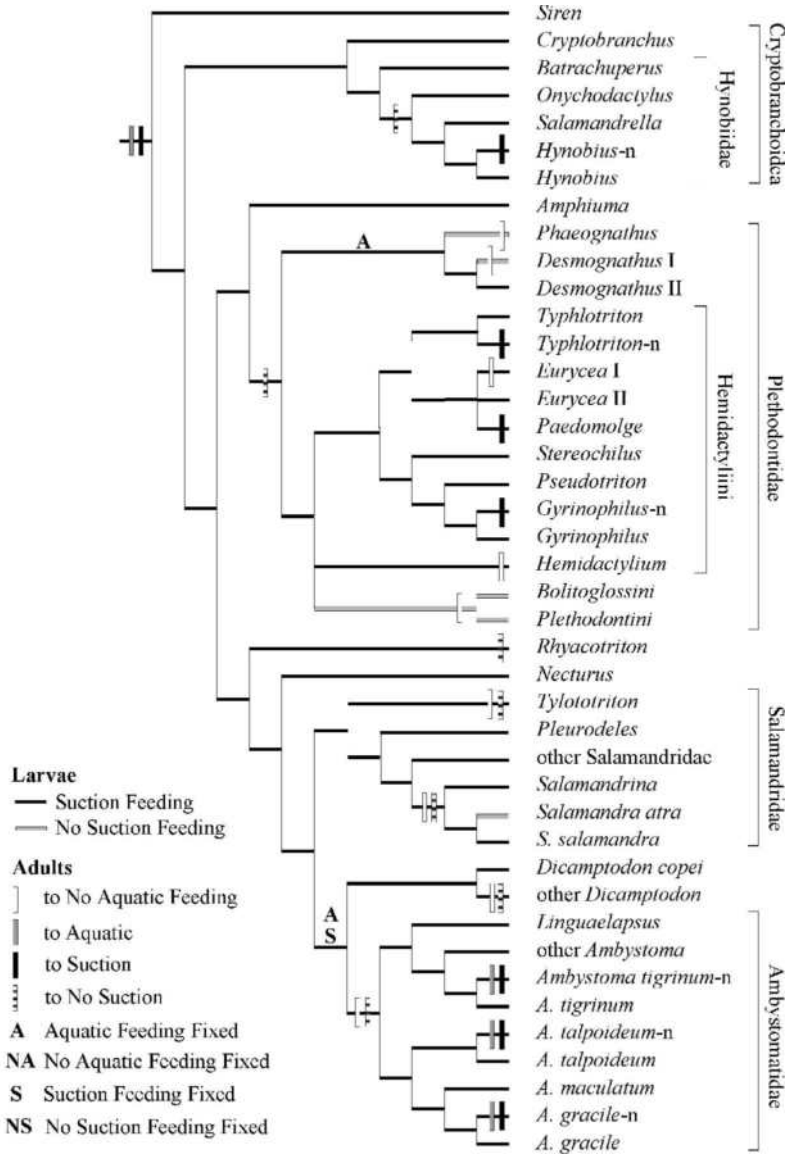 Siren
Cryptobranchus
Batrachuperus
Onychodactylus
Salamandrella
Hynobius-n
Hynobius
Amphiuma
A
Phaeognathus
Desmognathus I
Desmognathus II
Typhlotriton
Typhlotriton-n
Eurycea I
Eurycea II
Paedomolge
Stereochilus
Pseudotriton
Gyrinophilus-n
Gyrinophilus
Hemidactylium
Bolitoglossini
Plethodontini
Rhyacotriton
Necturus
Tylototriton
Pleurodeles
other Salamandridae
Salamandrina
Salamandra atra
S. salamandra
Dicamptodon copei
other Dicamptodon
A
S
Linguaelapsus
other Ambystoma
Ambystoma tigrinum-n
A. tigrinum
A. talpoideum-n
A. talpoideum
A. maculatum
A. gracile-n
A. gracile
Hynobiidae
Cryptobranchoidea
Hemidactyliini
Plethodontidae
Salamandridae
Ambystomatidae
Larvae
Suction Feeding
No Suction Feeding
Adults
to No Aquatic Feeding
to Aquatic
to Suction
to No Suction
A Aquatic Feeding Fixed
NA No Aquatic Feeding Fixed
S Suction Feeding Fixed
NS No Suction Feeding Fixed